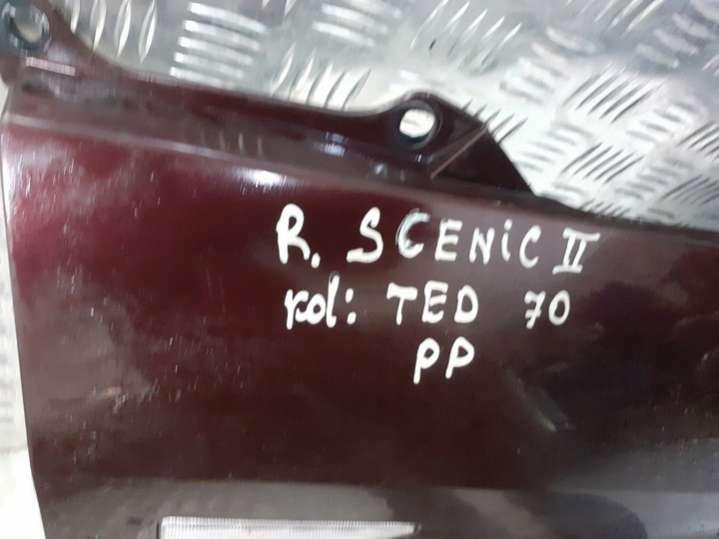 R. SCENiC II
kol: TED 70
PP